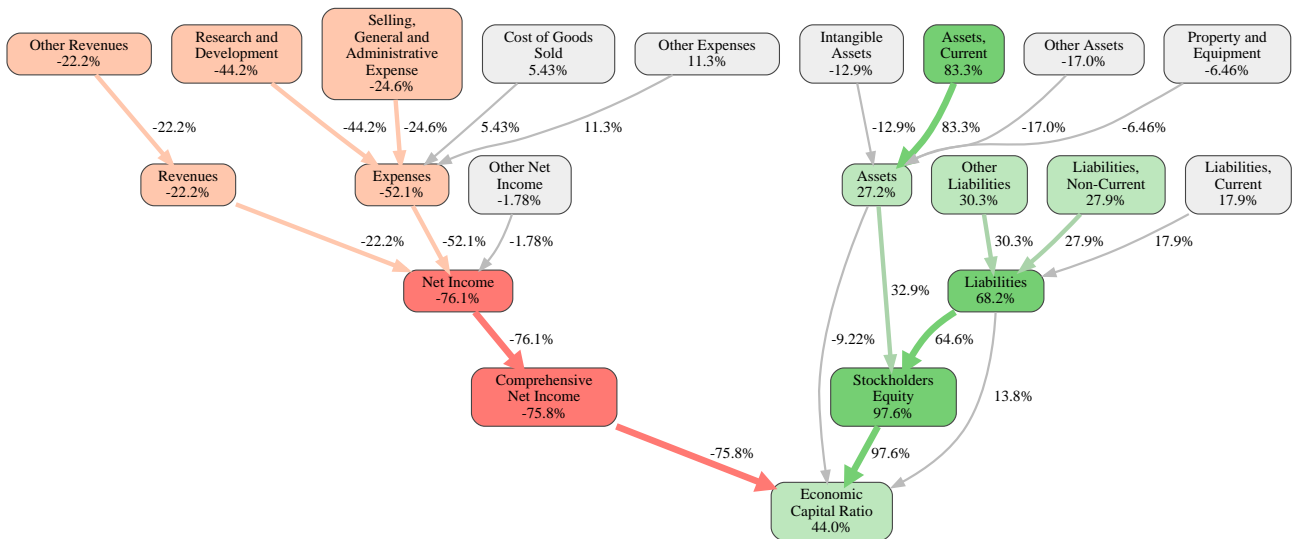 Other Revenues
-22.2%
Research and
Development
-44.2%
Selling,
General and
Administrative
Expense
-24.6%
Cost of Goods
Sold
5.43%
Other Expenses
11.3%
Intangible
Assets
-12.9%
Assets,
Current
83.3%
Other Assets
-17.0%
Property and
Equipment
-6.46%
-22.2%
-44.2%
-24.6%
5.43%
11.3%
-12.9%
83.3%
-17.0%
-6.46%
Revenues
-22.2%
Expenses
-52.1%
Other Net
Income
-1.78%
Assets
27.2%
Other
Liabilities
30.3%
Liabilities,
Non-Current
27.9%
Liabilities,
Current
17.9%
-22.2%
-52.1%
-1.78%
30.3%
27.9%
17.9%
Net Income
-76.1%
32.9%
Liabilities
68.2%
-76.1%
-9.22%
64.6%
Comprehensive
Net Income
-75.8%
Stockholders
Equity
97.6%
13.8%
-75.8%
97.6%
Economic
Capital Ratio
44.0%